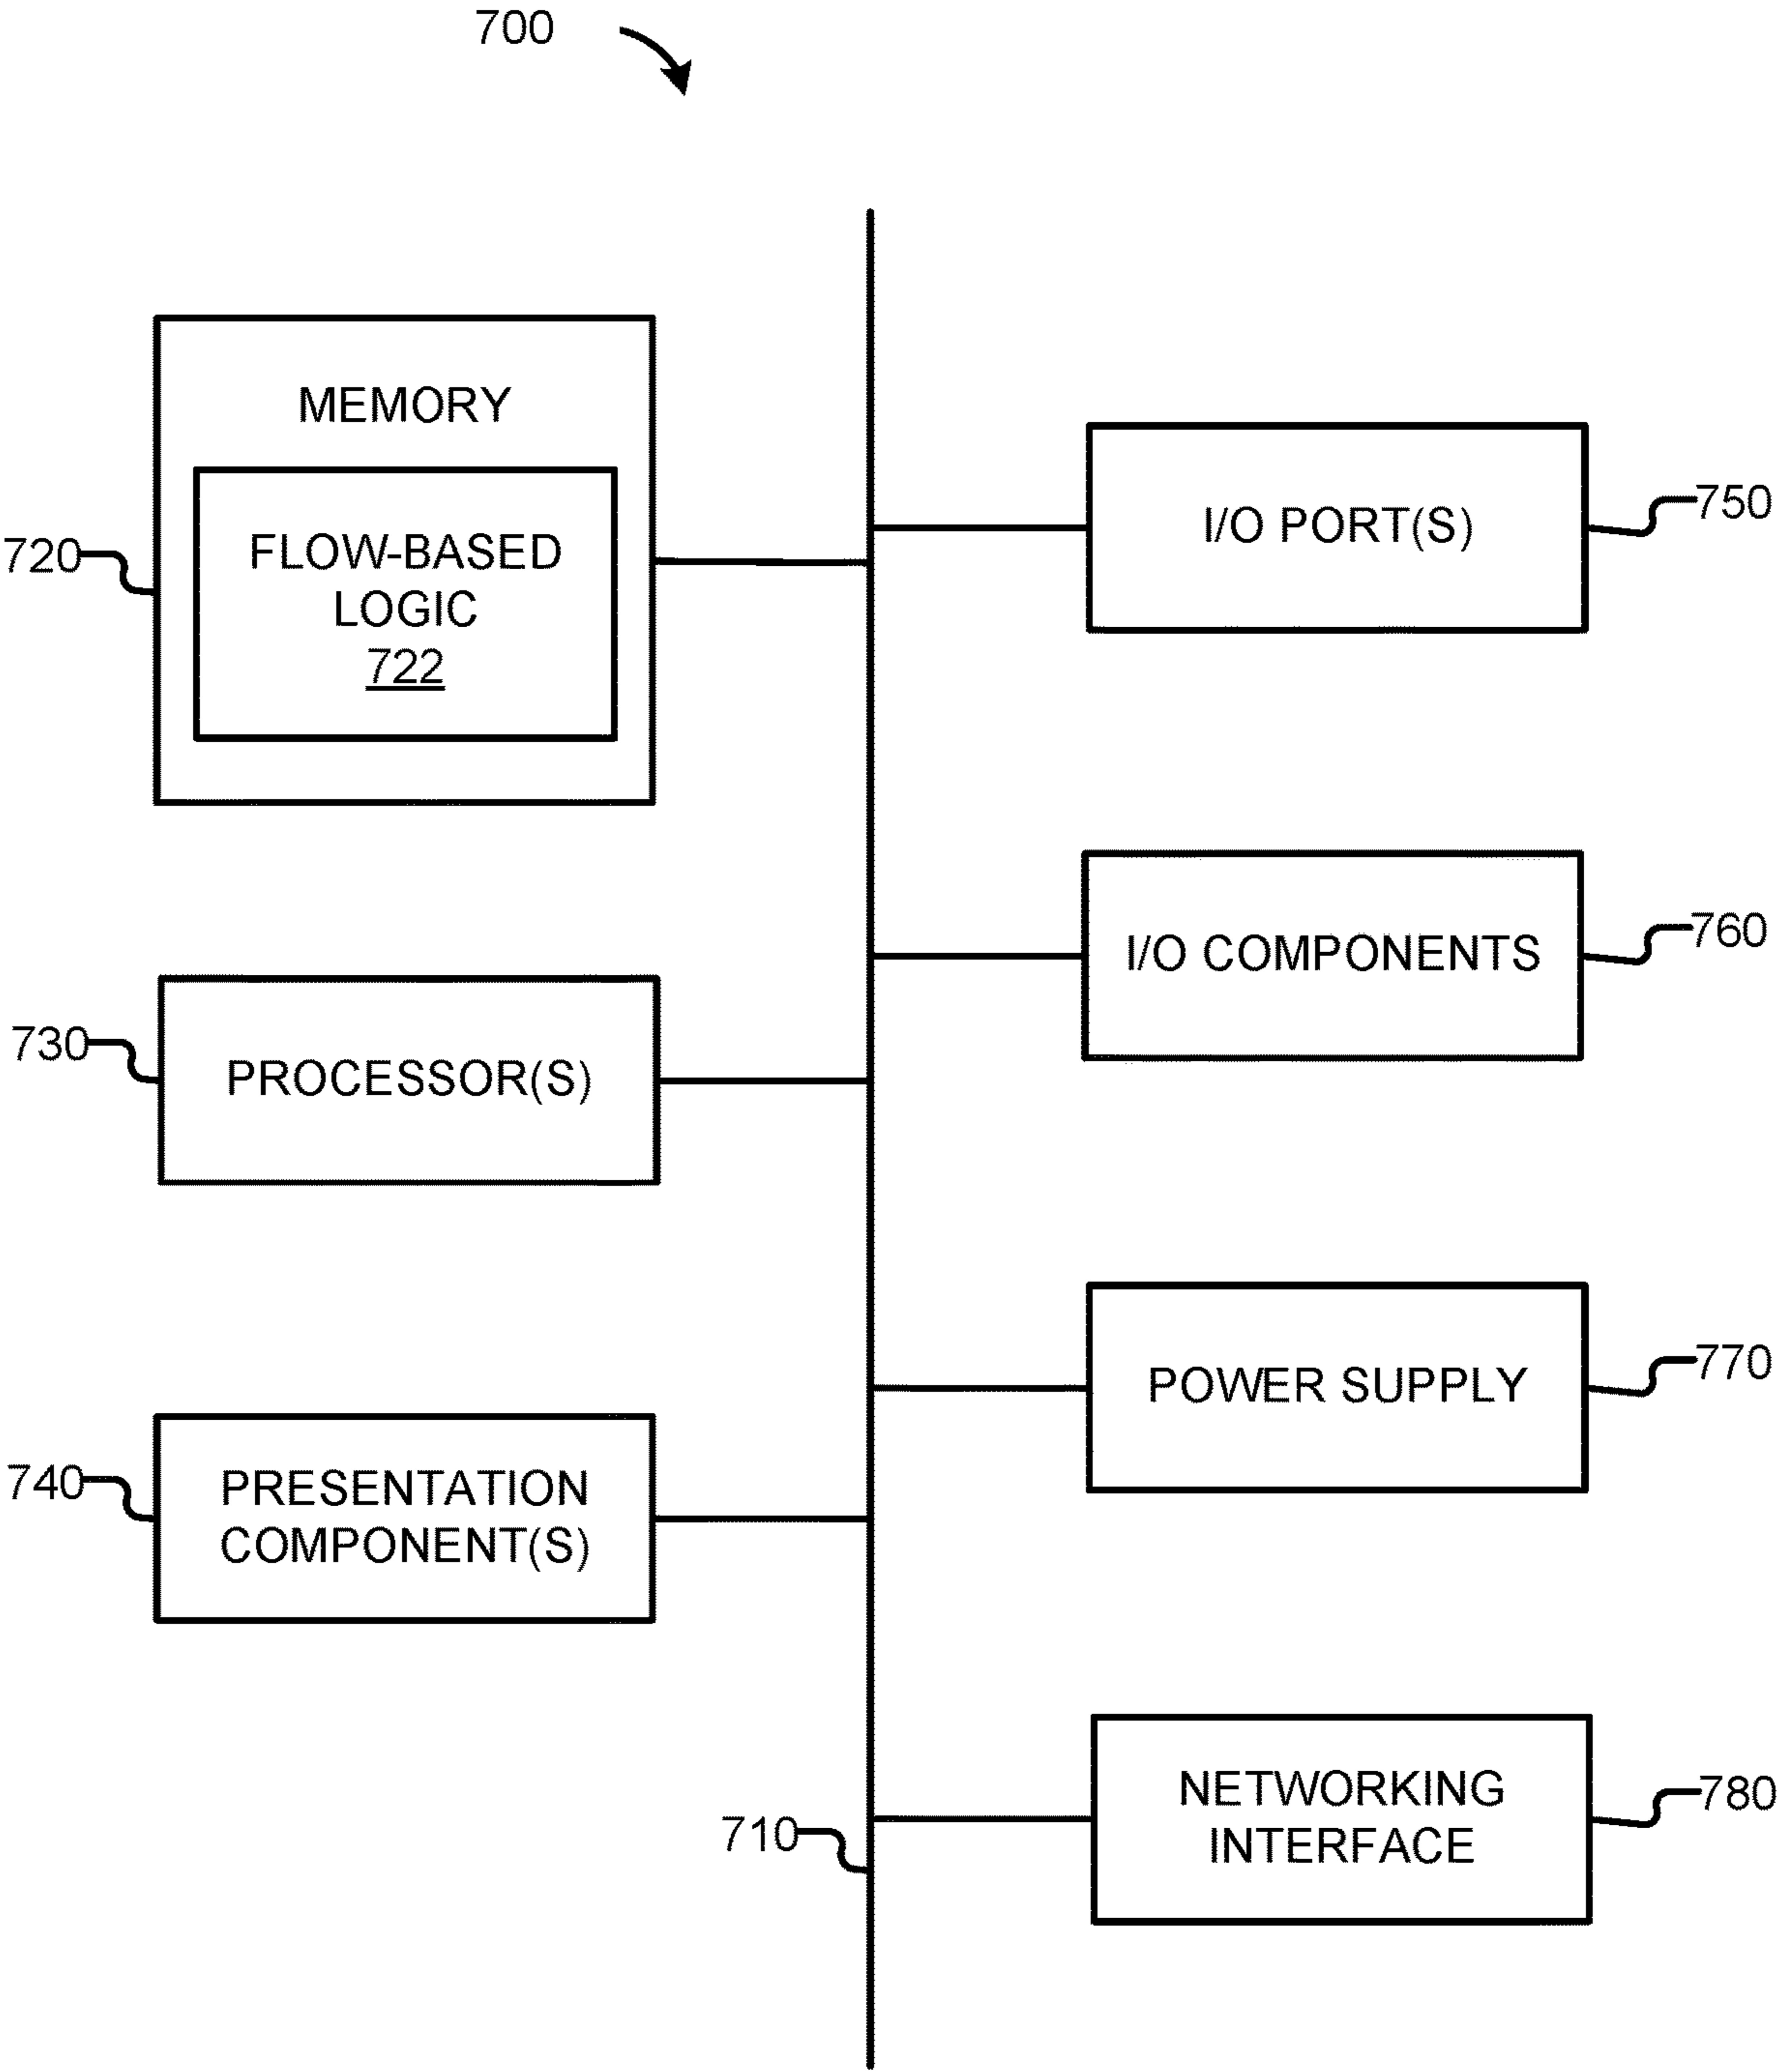 700
MEMORY
FLOW-BASED
LOGIC
722
720
730
PROCESSOR(S)
740
PRESENTATION
COMPONENT(S)
710
I/O PORT(S)
750
I/O COMPONENTS
760
POWER SUPPLY
770
NETWORKING
INTERFACE
780